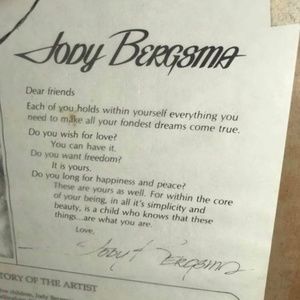 JODY BERGSMA
Dear friends
Each of you holds within yourself everything you
need to make all your fondest dreams come true.
Do you wish for love?
You can have it.
Do you want freedom?
It is yours.
Do you long for happiness and peace?
These are yours as well. For within the core
of your being, in all it's simplicity and
beauty, is a child who knows that these
things...are what you are.
Love,
Jody Bergsma
TORY OF THE ARTIST
children, Jody